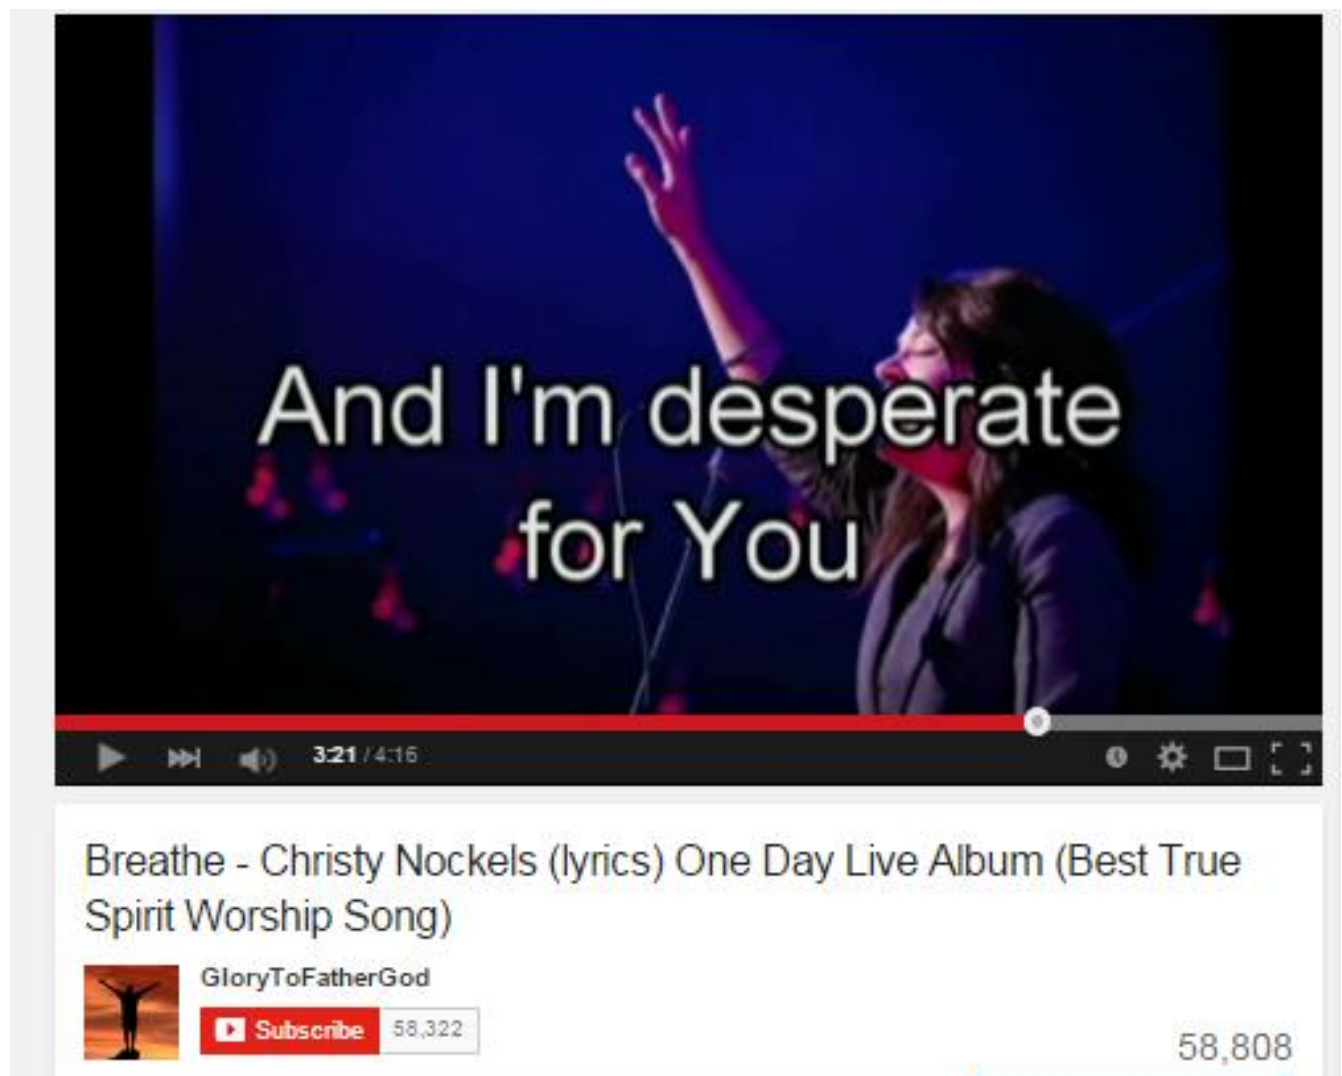 And I'm desperate
for You
3:21 / 4:15
Breathe - Christy Nockels (lyrics) One Day Live Album (Best True
Spirit Worship Song)
GloryToFatherGod
Subscribe 58,322
58,808